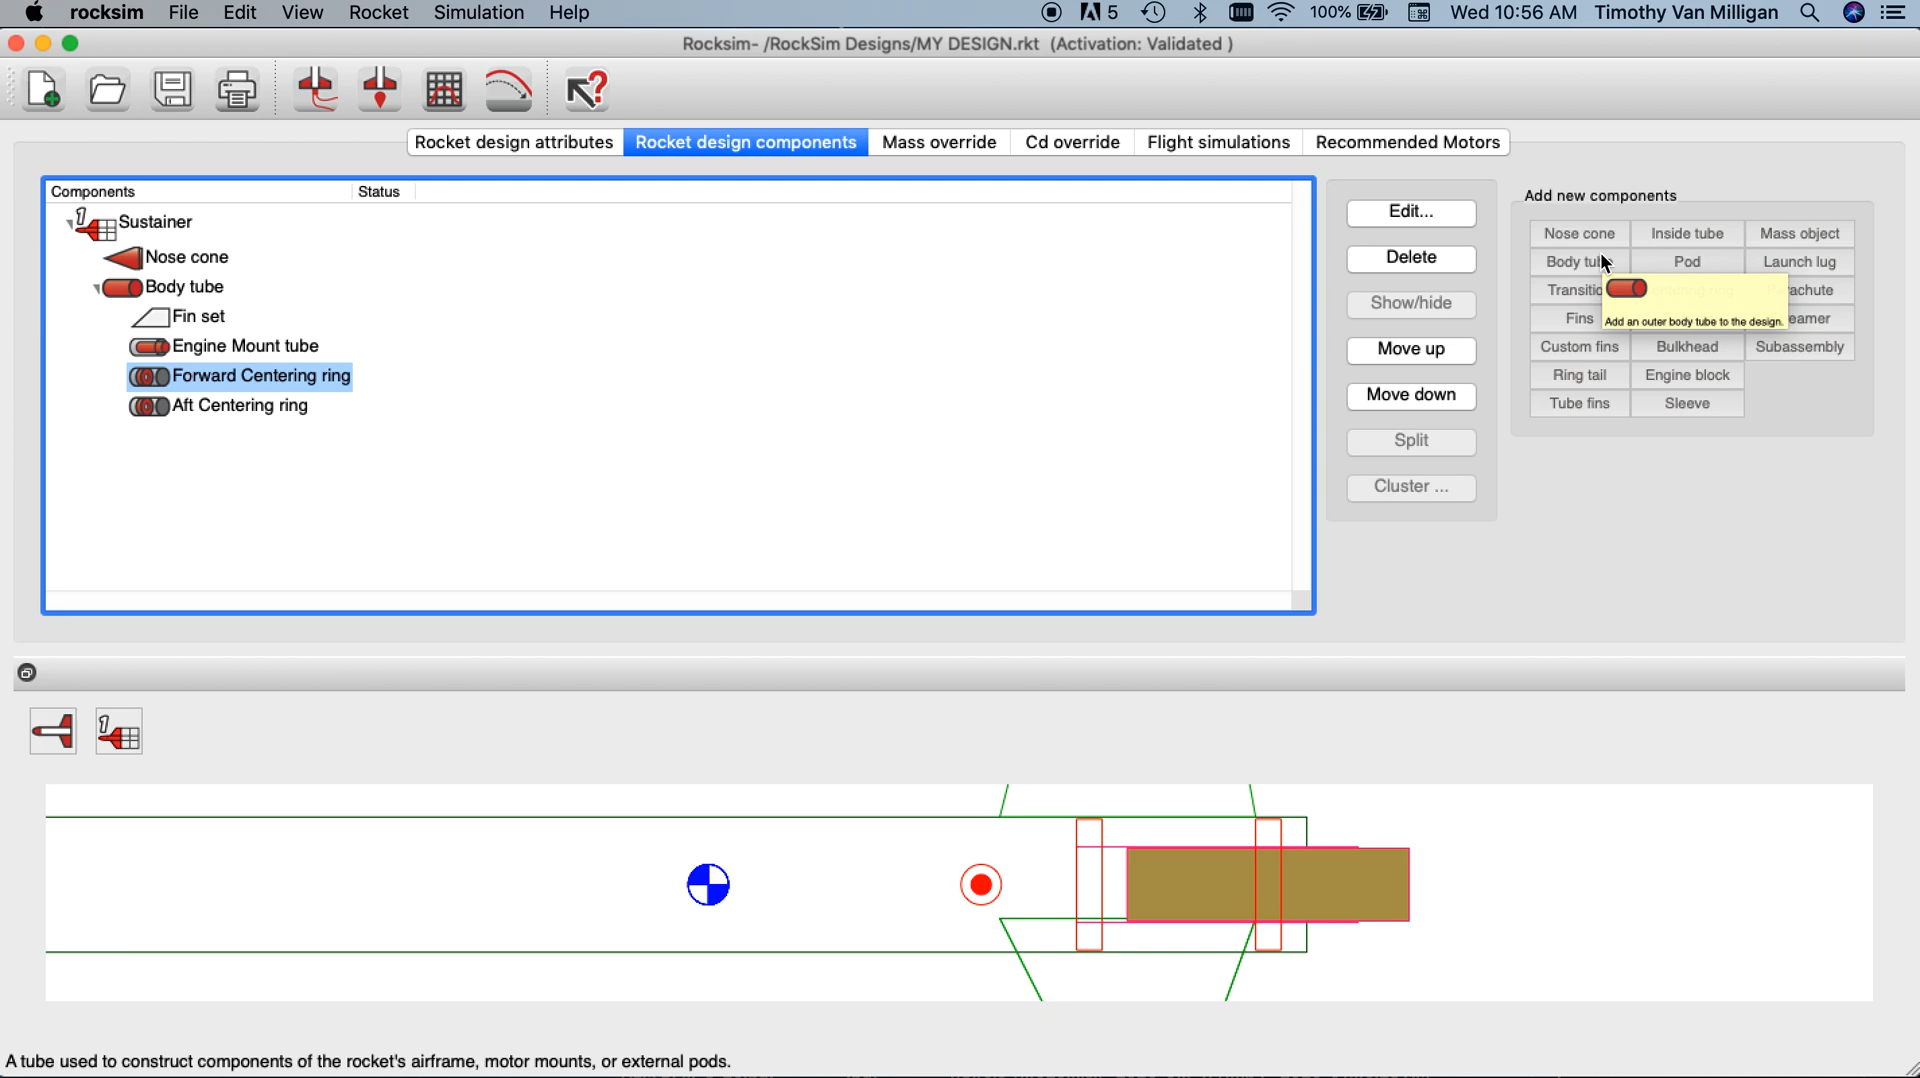 rocksim File Edit View Rocket Simulation Help 5 100% Wed 10:56 AM Timothy Van Milligan
Rocksim- /RockSim Designs/MY DESIGN.rkt (Activation: Validated )
Rocket design attributes Rocket design components Mass override Cd override Flight simulations Recommended Motors
Components Status
1 Sustainer
Nose cone
Body tube
Fin set
Engine Mount tube
Forward Centering ring
Aft Centering ring
Edit...
Delete
Show/hide
Move up
Move down
Split
Cluster ...
Add new components
Nose cone Inside tube Mass object
Body tub Pod Launch lug
Transitio achute
Fins Add an outer body tube to the design. eamer
Custom fins Bulkhead Subassembly
Ring tail Engine block
Tube fins Sleeve
1
A tube used to construct components of the rocket's airframe, motor mounts, or external pods.